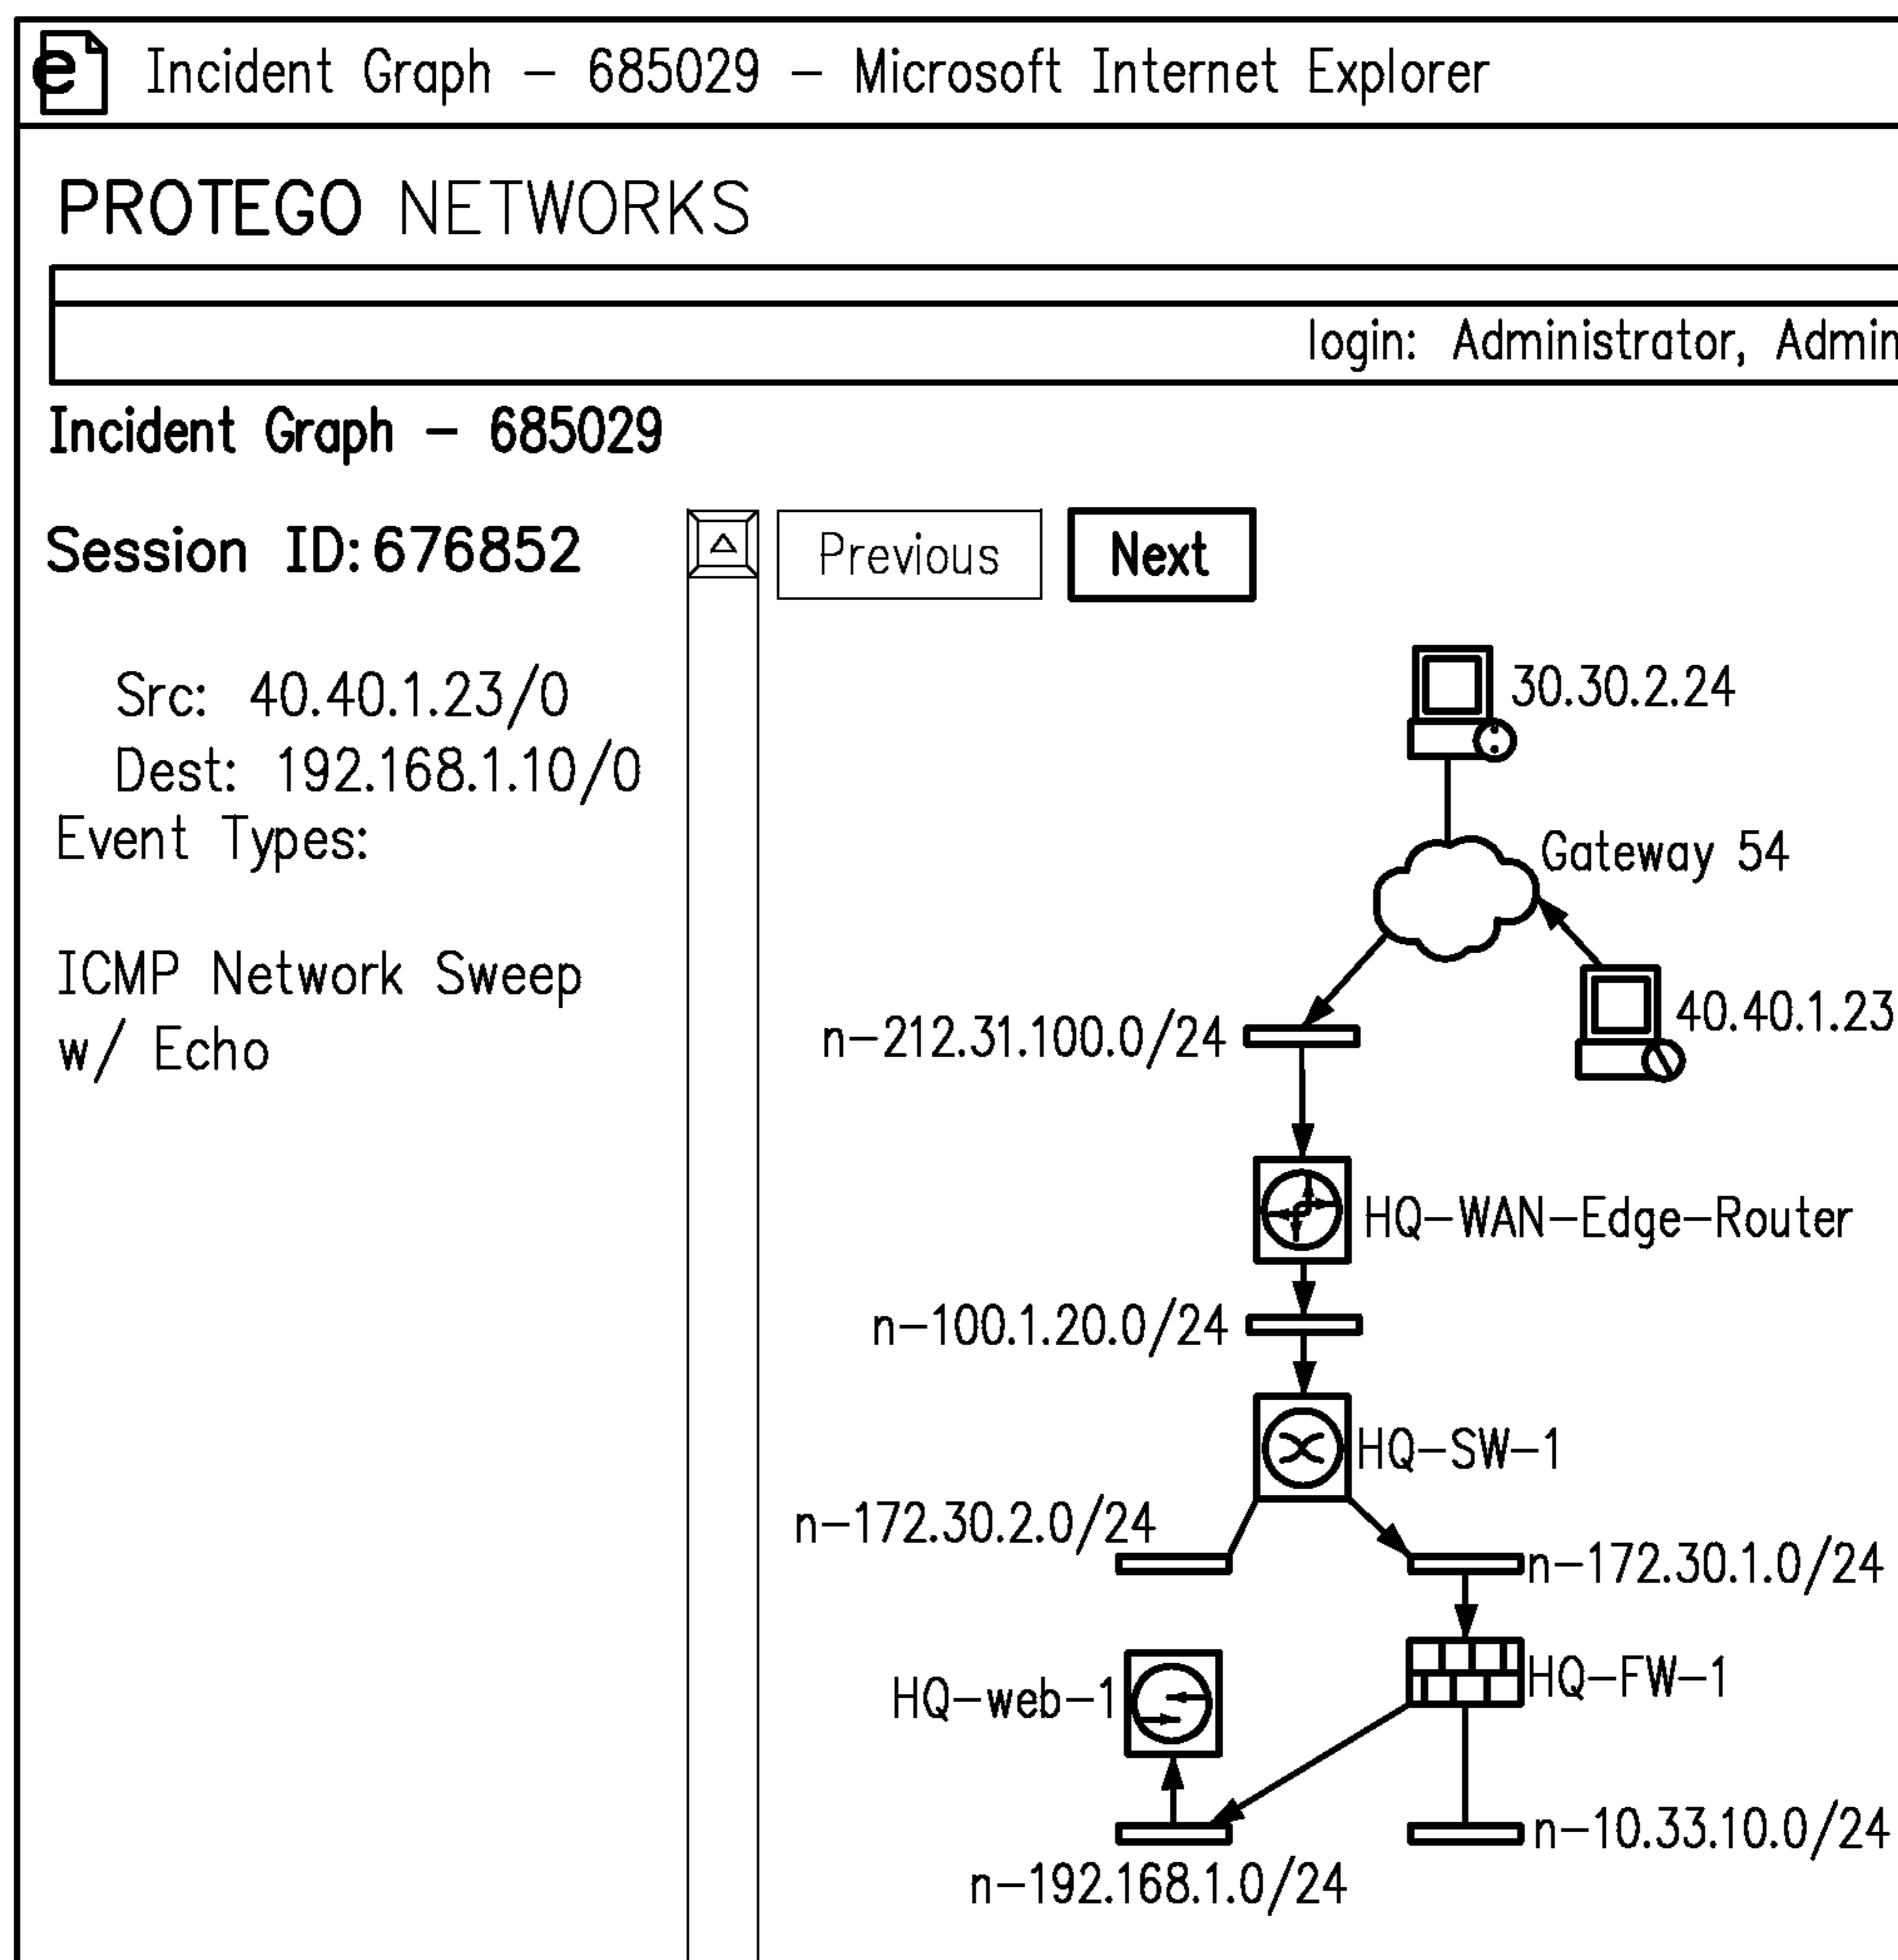 Incident Graph – 685029 – Microsoft Internet Explorer
PROTEGO NETWORKS
login: Administrator, Admin
Incident Graph – 685029
Session ID: 676852
Previous
Next
Src: 40.40.1.23/0
Dest: 192.168.1.10/0
Event Types:
ICMP Network Sweep
w/ Echo
30.30.2.24
Gateway 54
40.40.1.23
n-212.31.100.0/24
HQ-WAN-Edge-Router
n-100.1.20.0/24
HQ-SW-1
n-172.30.2.0/24
n-172.30.1.0/24
HQ-web-1
HQ-FW-1
n-10.33.10.0/24
n-192.168.1.0/24